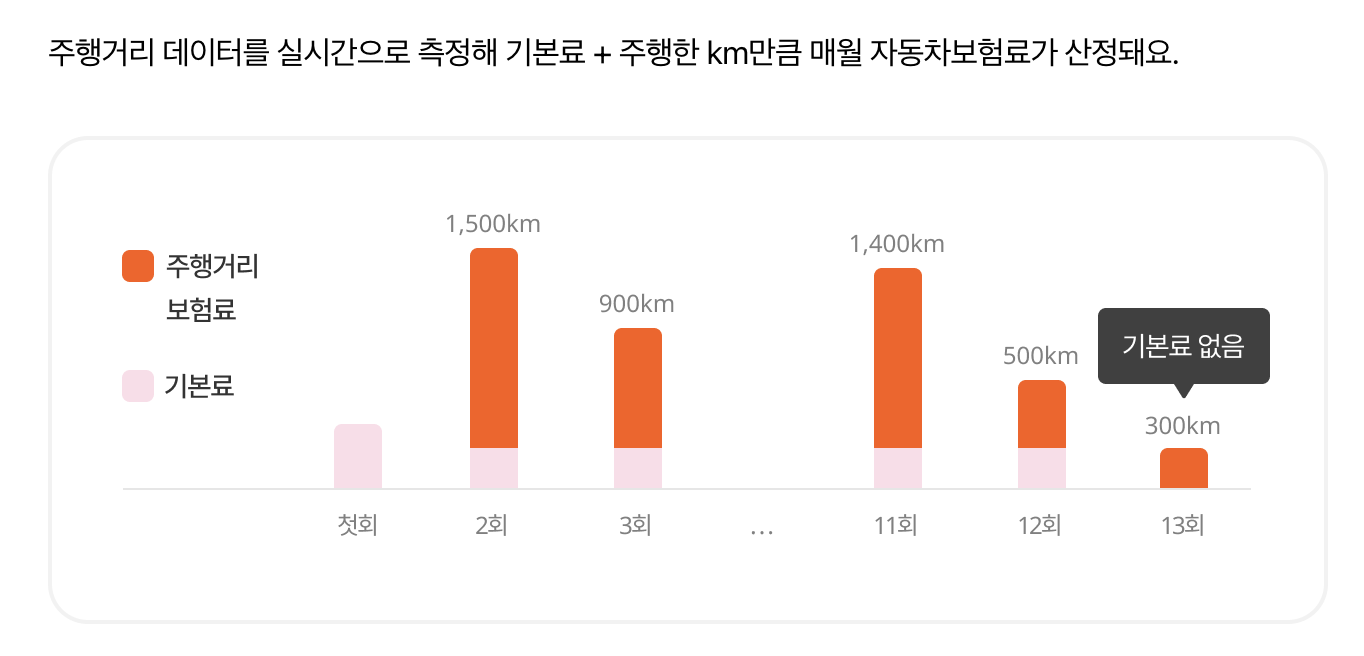 주행거리 데이터를 실시간으로 측정해 기본료 + 주행한 km만큼 매월 자동차보험료가 산정돼요.
주행거리
보험료
기본료
1,500km
900km
1,400km
500km
기본료 없음
300km
첫회
2회
3회
...
11회
12회
13회